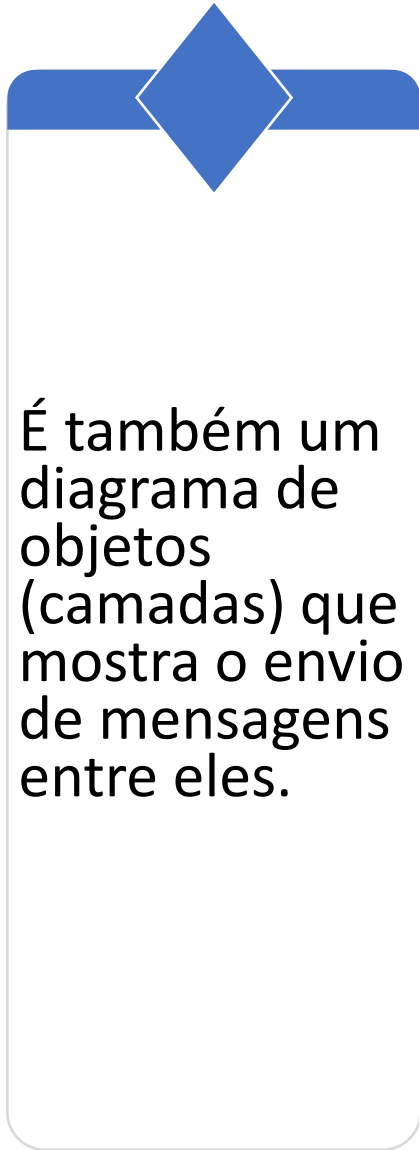 É também um
diagrama de
objetos
(camadas) que
mostra o envio
de mensagens
entre eles.